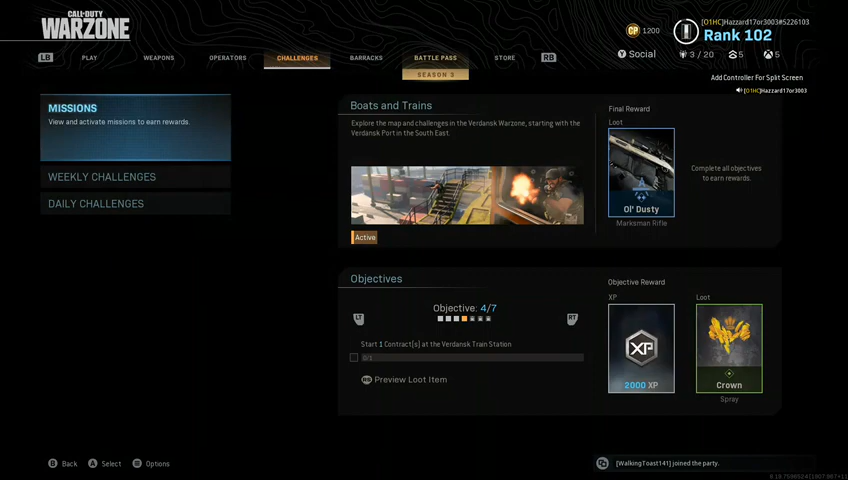 CALL OF DUTY
WARZONE
[O1HC]Hazzard17or3003#5226103
CP 1200
Rank 102
Y Social
3 / 20
5
5
LB
PLAY
WEAPONS
OPERATORS
CHALLENGES
BARRACKS
BATTLE PASS
STORE
RB
SEASON 3
Add Controller For Split Screen
[O1HC]Hazzard17or3003
MISSIONS
View and activate missions to earn rewards.
WEEKLY CHALLENGES
DAILY CHALLENGES
Boats and Trains
Explore the map and challenges in the Verdansk Warzone, starting with the
Verdansk Port in the South East.
Active
Final Reward
Loot
Ol' Dusty
Marksman Rifle
Complete all objectives
to earn rewards.
Objectives
Objective: 4/7
LT
RT
Start 1 Contract(s) at the Verdansk Train Station
0/1
RS Preview Loot Item
Objective Reward
XP
XP
2000 XP
Loot
Crown
Spray
B Back
A Select
Options
[WalkingToast141] joined the party.